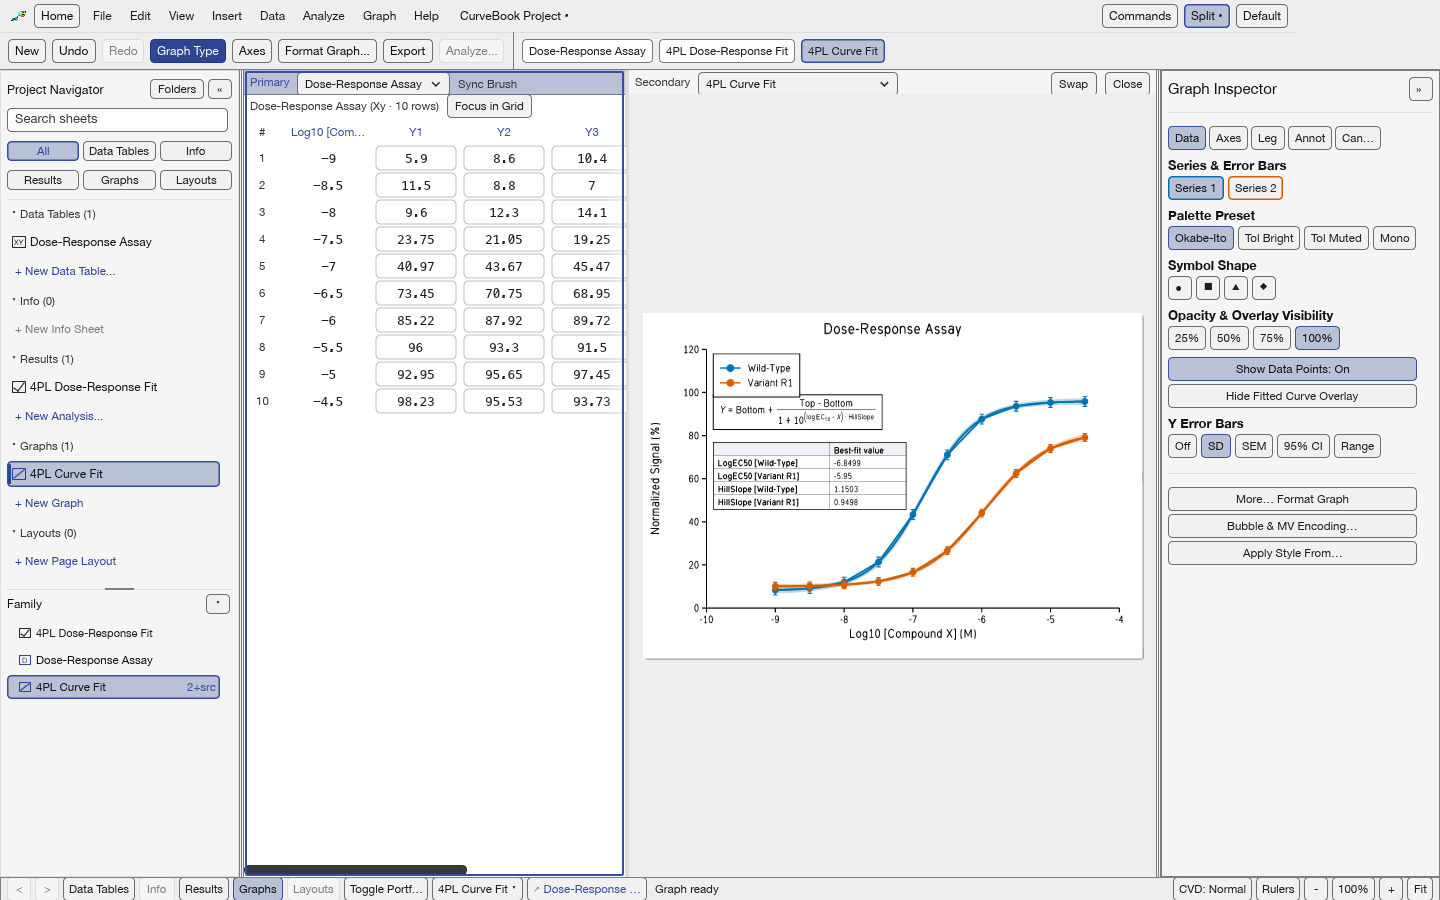 Home File Edit View Insert Data Analyze Graph Help CurveBook Project • Commands Split • Default
New Undo Redo Graph Type Axes Format Graph... Export Analyze... Dose-Response Assay 4PL Dose-Response Fit 4PL Curve Fit
Project Navigator Folders «
Search sheets
All Data Tables Info
Results Graphs Layouts
Data Tables (1)
XY Dose-Response Assay
+ New Data Table...
Info (0)
+ New Info Sheet
Results (1)
4PL Dose-Response Fit
+ New Analysis...
Graphs (1)
4PL Curve Fit
+ New Graph
Layouts (0)
+ New Page Layout
Family
4PL Dose-Response Fit
D Dose-Response Assay
4PL Curve Fit 2+src
Primary Dose-Response Assay Sync Brush
Dose-Response Assay (Xy · 10 rows) Focus in Grid
# Log10 [Com... Y1 Y2 Y3
1 −9 5.9 8.6 10.4
2 −8.5 11.5 8.8 7
3 −8 9.6 12.3 14.1
4 −7.5 23.75 21.05 19.25
5 −7 40.97 43.67 45.47
6 −6.5 73.45 70.75 68.95
7 −6 85.22 87.92 89.72
8 −5.5 96 93.3 91.5
9 −5 92.95 95.65 97.45
10 −4.5 98.23 95.53 93.73
Secondary 4PL Curve Fit Swap Close
Dose-Response Assay
Normalized Signal (%)
120
100
80
60
40
20
0
Wild-Type
Variant R1
Y = Bottom + Top - Bottom
1 + 10^(logEC50 - X) · HillSlope
Best-fit value
LogEC50 [Wild-Type] -6.8499
LogEC50 [Variant R1] -5.95
HillSlope [Wild-Type] 1.1503
HillSlope [Variant R1] 0.9498
-10 -9 -8 -7 -6 -5 -4
Log10 [Compound X] (M)
Graph Inspector »
Data Axes Leg Annot Can...
Series & Error Bars
Series 1 Series 2
Palette Preset
Okabe-Ito Tol Bright Tol Muted Mono
Symbol Shape
● ■ ▲ ◆
Opacity & Overlay Visibility
25% 50% 75% 100%
Show Data Points: On
Hide Fitted Curve Overlay
Y Error Bars
Off SD SEM 95% CI Range
More... Format Graph
Bubble & MV Encoding...
Apply Style From...
< > Data Tables Info Results Graphs Layouts Toggle Portf... 4PL Curve Fit Dose-Response ... Graph ready CVD: Normal Rulers - 100% + Fit